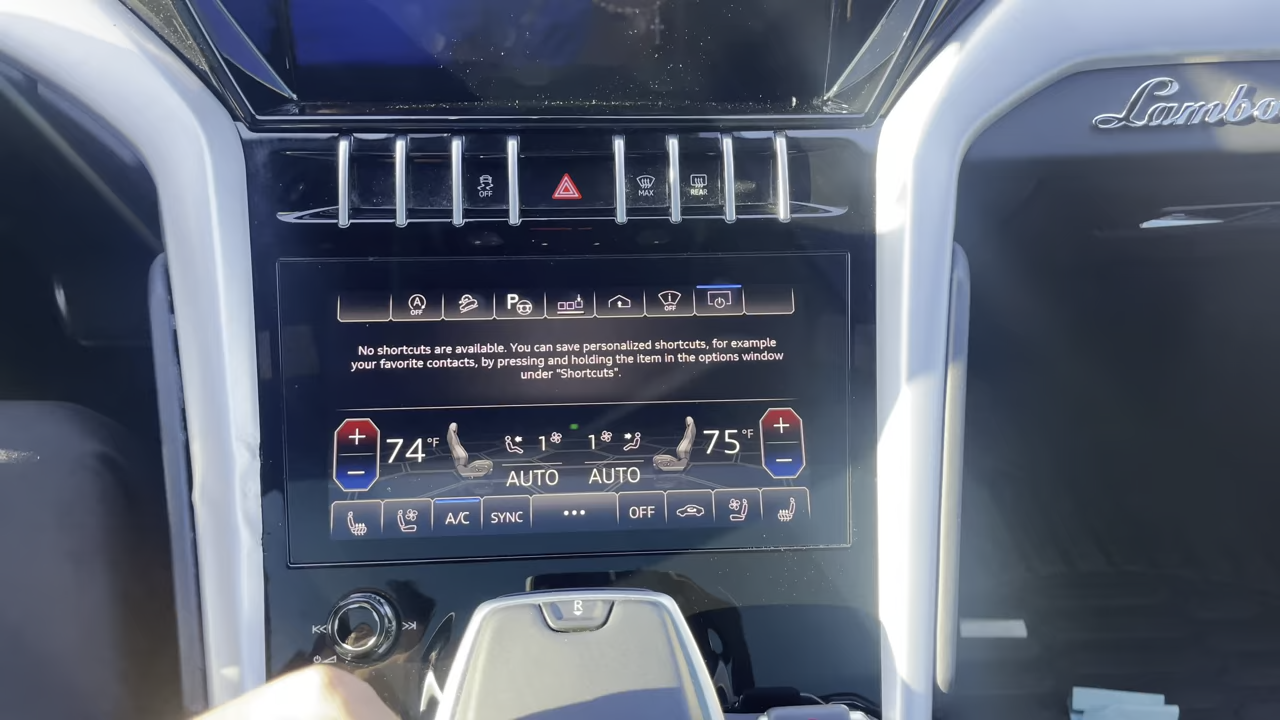 Lambo
OFF
MAX
REAR
A
OFF
P
OFF
No shortcuts are available. You can save personalized shortcuts, for example
your favorite contacts, by pressing and holding the item in the options window
under "Shortcuts".
+
74°F
1
1
75°F
+
−
AUTO
AUTO
−
A/C
SYNC
•••
OFF
R